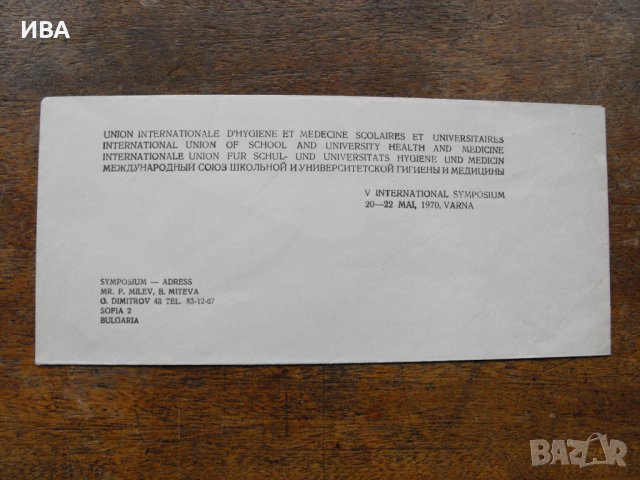 ИВА
UNION INTERNATIONALE D'HYGIENE ET MEDECINE SCOLAIRES ET UNIVERSITAIRES
INTERNATIONAL UNION OF SCHOOL AND UNIVERSITY HEALTH AND MEDICINE
INTERNATIONALE UNION FUR SCHUL- UND UNIVERSITATS HYGIENE UND MEDICIN
МЕЖДУНАРОДНЫЙ СОЮЗ ШКОЛЬНОЙ И УНИВЕРСИТЕТСКОЙ ГИГИЕНЫ И МЕДИЦИНЫ
V INTERNATIONAL SYMPOSIUM
20—22 MAI, 1970, VARNA
SYMPOSIUM — ADRESS
MR. P. MILEV, B. MITEVA
G. DIMITROV 43 TEL. 83-12-67
SOFIA 2
BULGARIA
BAZAR